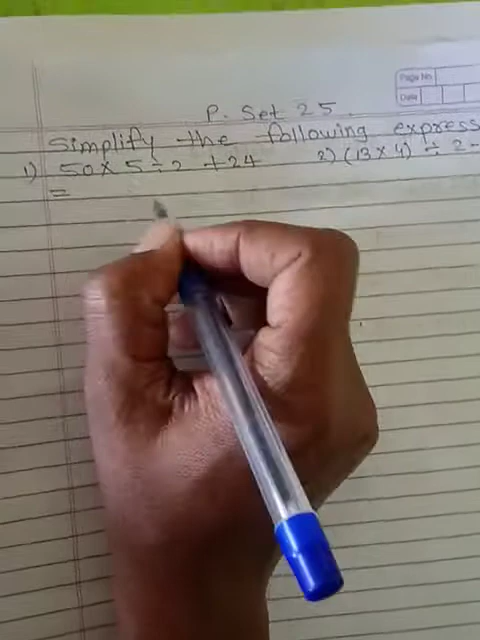 Page No
Date
P. Set 25.
Simplify the following express
1) 50 × 5 ÷ 2 + 24 2) (13 × 4) ÷ 2 -
=